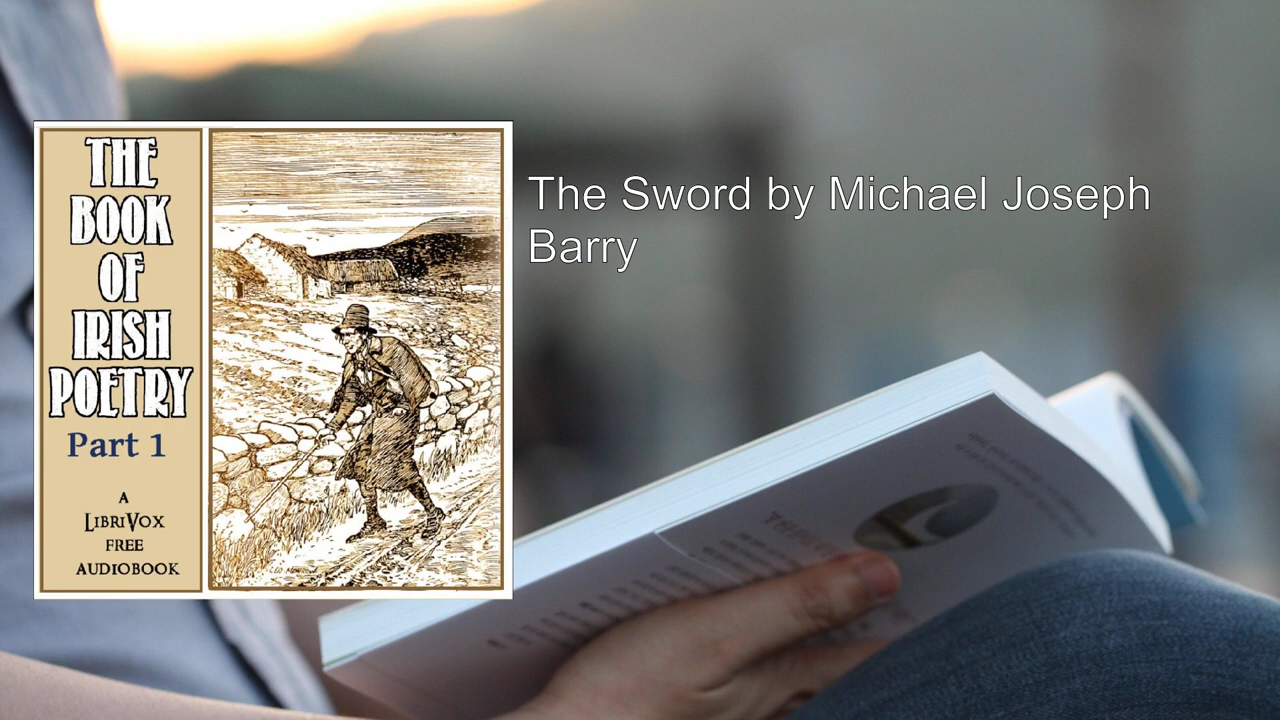 THE
BOOK
OF
IRISH
POETRY
Part 1
A
LIBRIVOX
FREE
AUDIOBOOK
The Sword by Michael Joseph
Barry